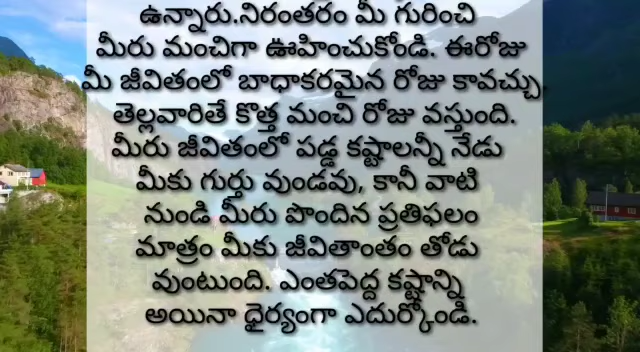 ఉన్నారు.నిరంతరం మీ గురించి
మీరు మంచిగా ఊహించుకోండి. ఈరోజు
మీ జీవితంలో బాధాకరమైన రోజు కావచ్చు.
తెల్లవారితే కొత్త మంచి రోజు వస్తుంది.
మీరు జీవితంలో పడ్డ కష్టాలన్నీ నేడు
మీకు గుర్తు వుండవు, కానీ వాటి
నుండి మీరు పొందిన ప్రతిఫలం
మాత్రం మీకు జీవితాంతం తోడు
వుంటుంది. ఎంతపెద్ద కష్టాన్ని
అయినా ధైర్యంగా ఎదుర్కోండి.